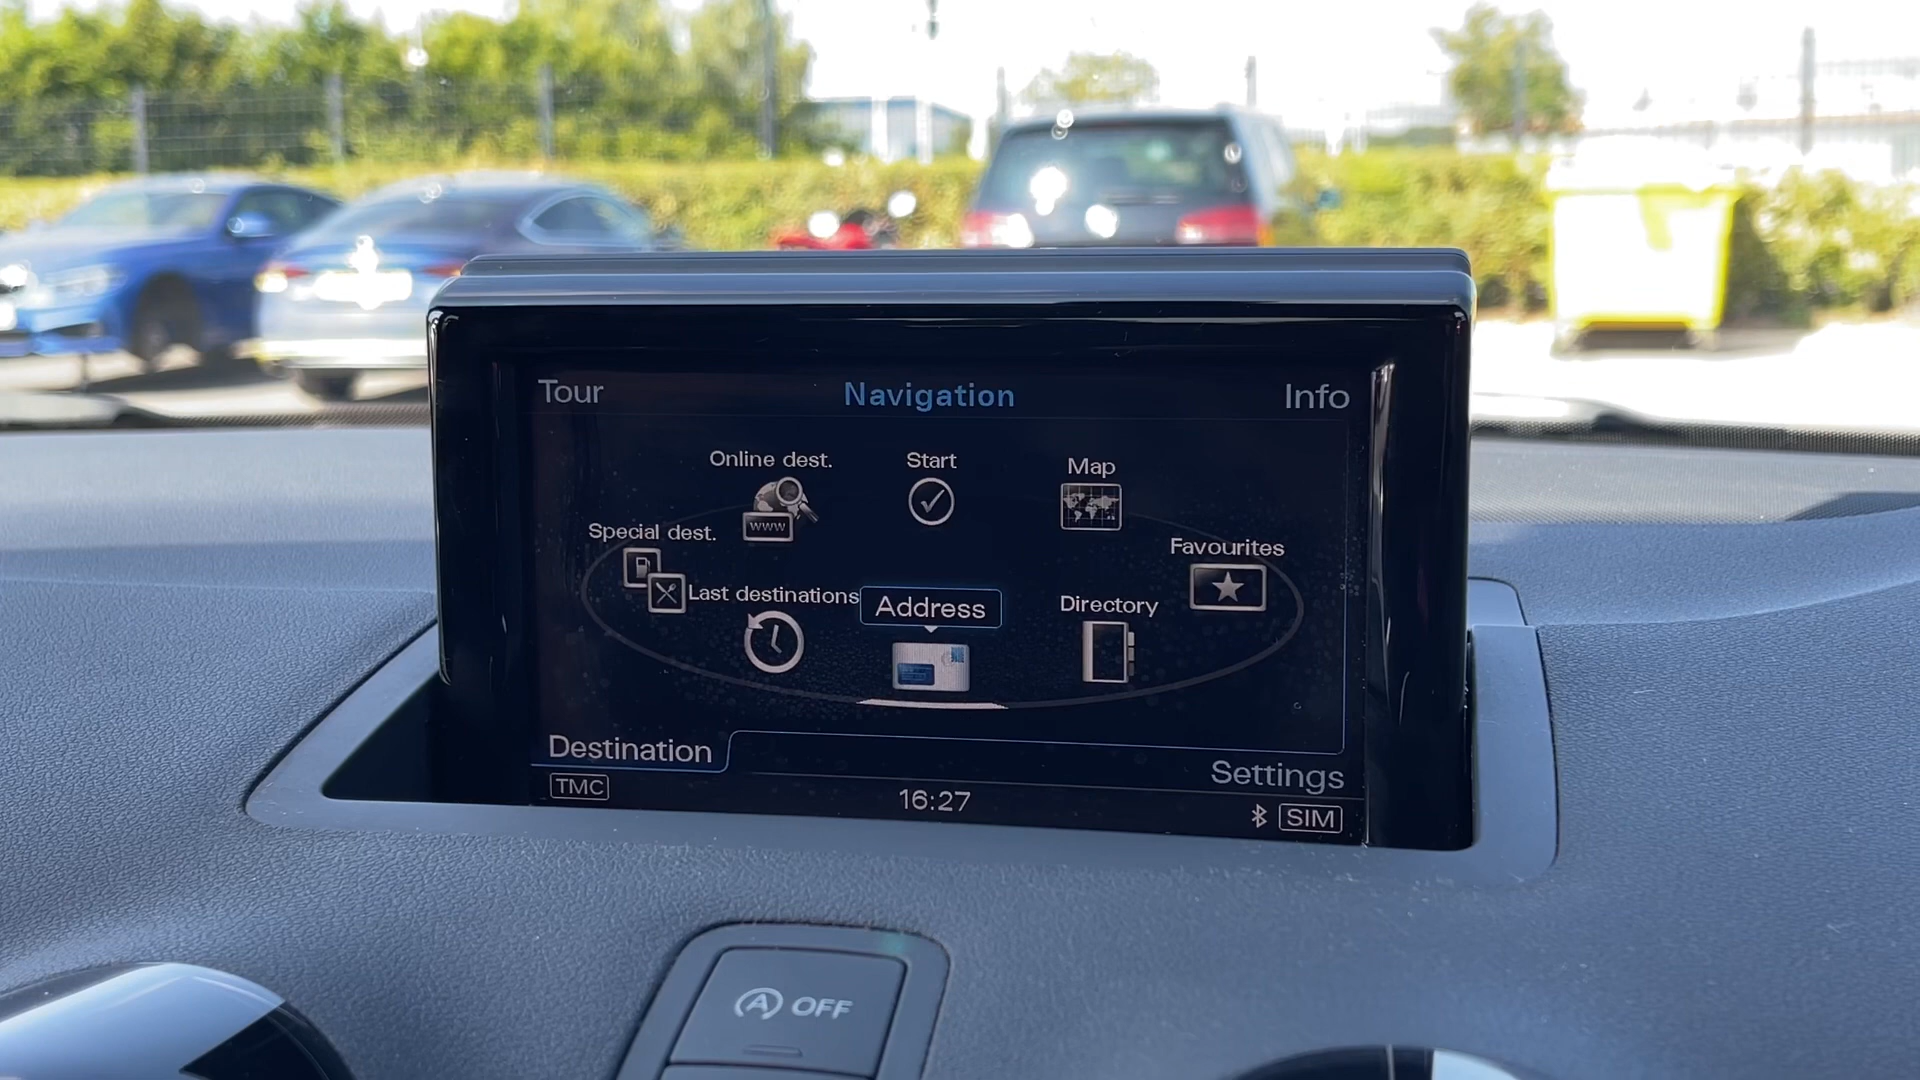 Tour Navigation Info
Online dest. Start Map
www
Special dest. Favourites
Last destinations Address Directory
Destination
Settings
TMC 16:27 SIM
A OFF